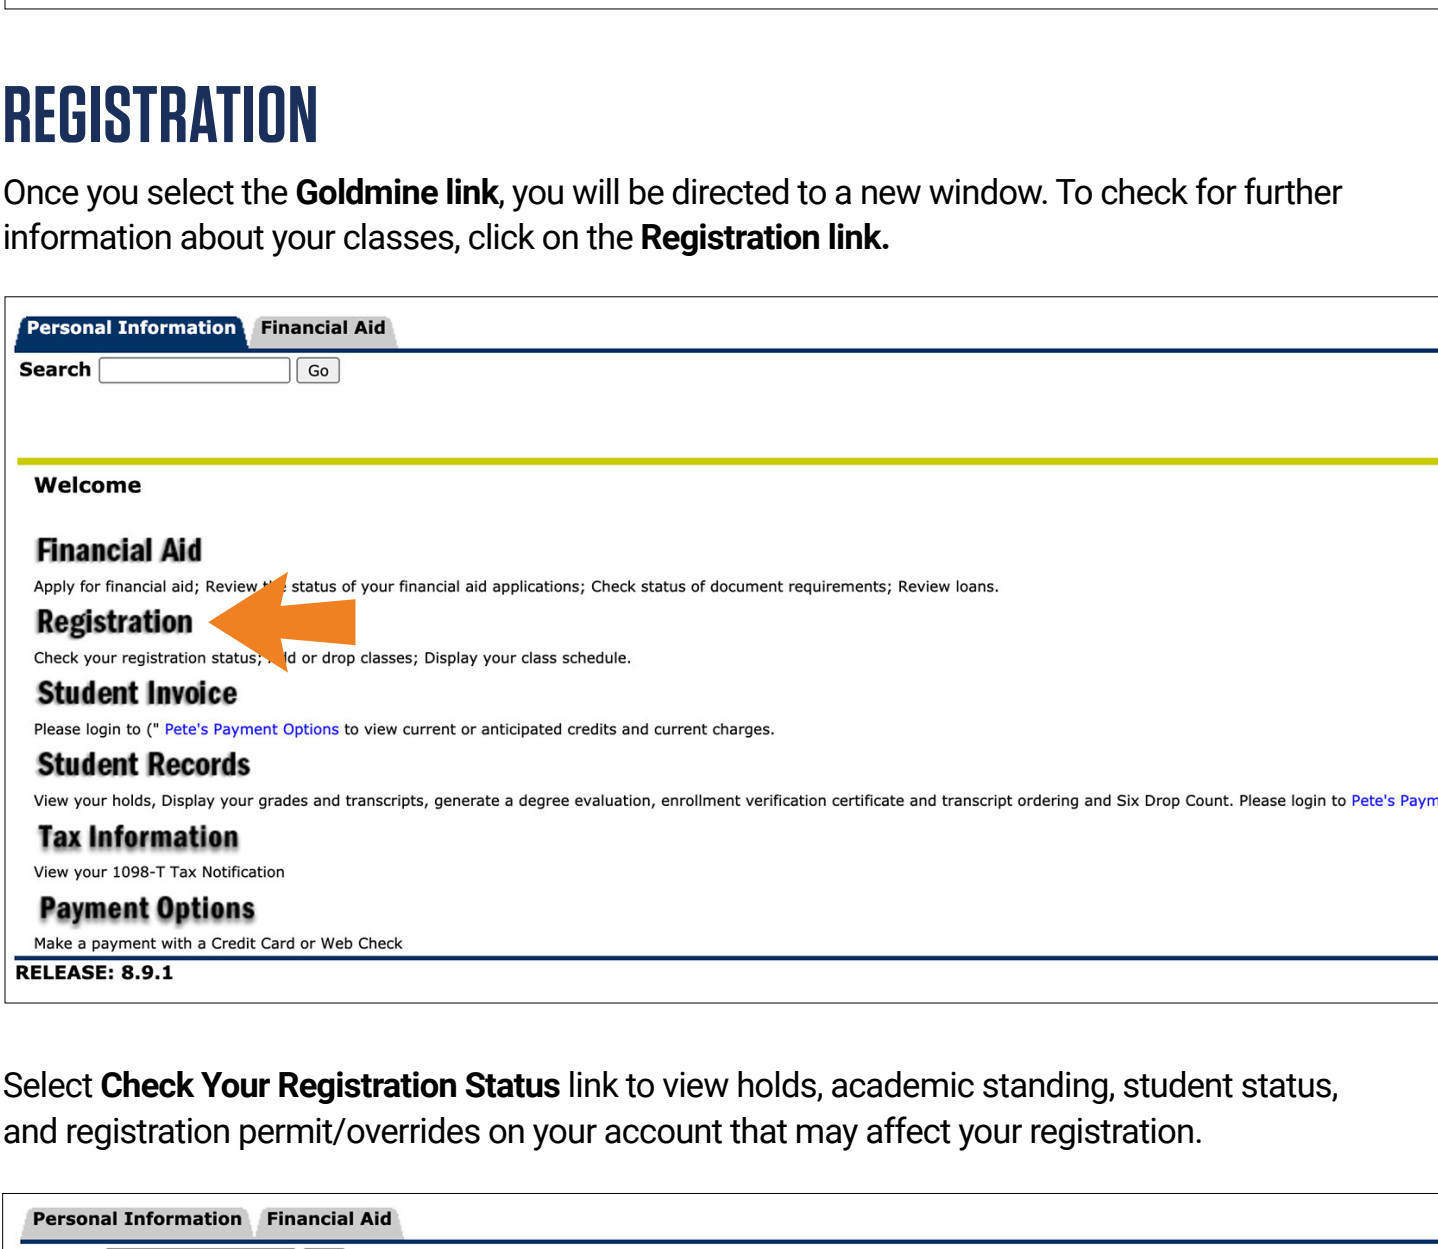 REGISTRATION
Once you select the Goldmine link, you will be directed to a new window. To check for further
information about your classes, click on the Registration link.
Personal Information Financial Aid
Search Go
Welcome
Financial Aid
Apply for financial aid; Review the status of your financial aid applications; Check status of document requirements; Review loans.
Registration
Check your registration status; Add or drop classes; Display your class schedule.
Student Invoice
Please login to (" Pete's Payment Options to view current or anticipated credits and current charges.
Student Records
View your holds, Display your grades and transcripts, generate a degree evaluation, enrollment verification certificate and transcript ordering and Six Drop Count. Please login to Pete's Paym
Tax Information
View your 1098-T Tax Notification
Payment Options
Make a payment with a Credit Card or Web Check
RELEASE: 8.9.1
Select Check Your Registration Status link to view holds, academic standing, student status,
and registration permit/overrides on your account that may affect your registration.
Personal Information Financial Aid